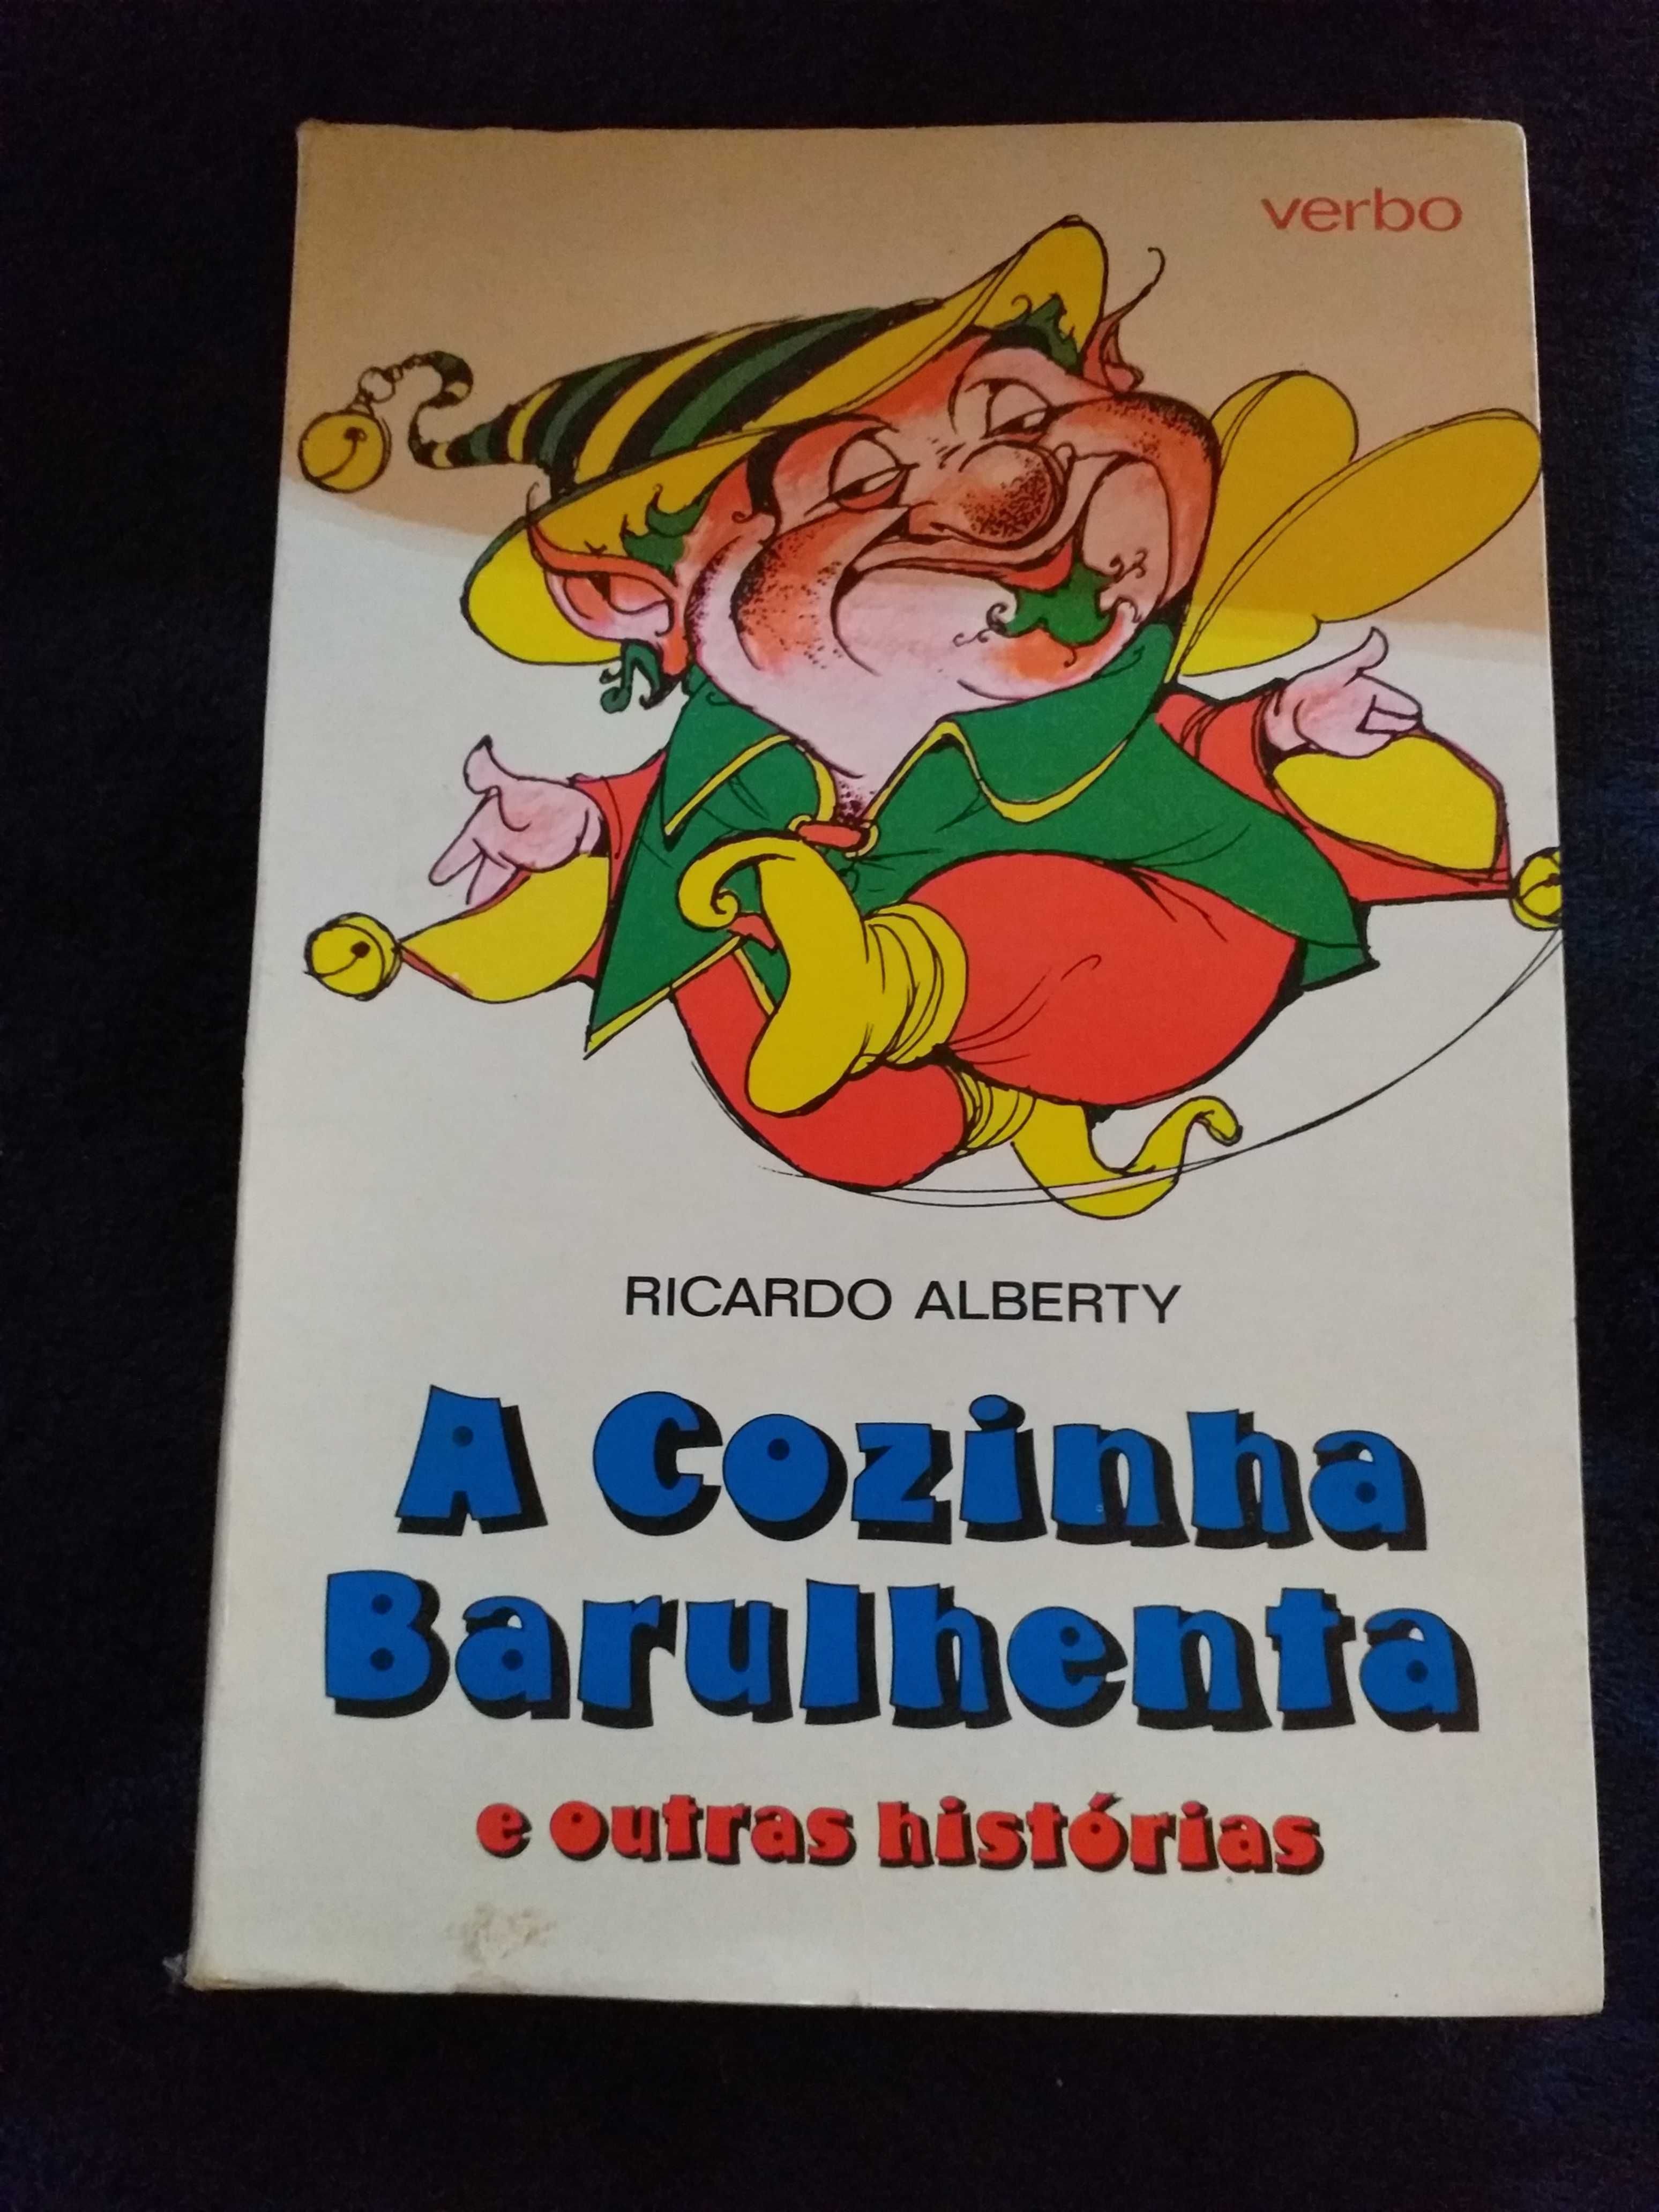 verbo
RICARDO ALBERTY
A Cozinha
Barulhenta
e outras histórias